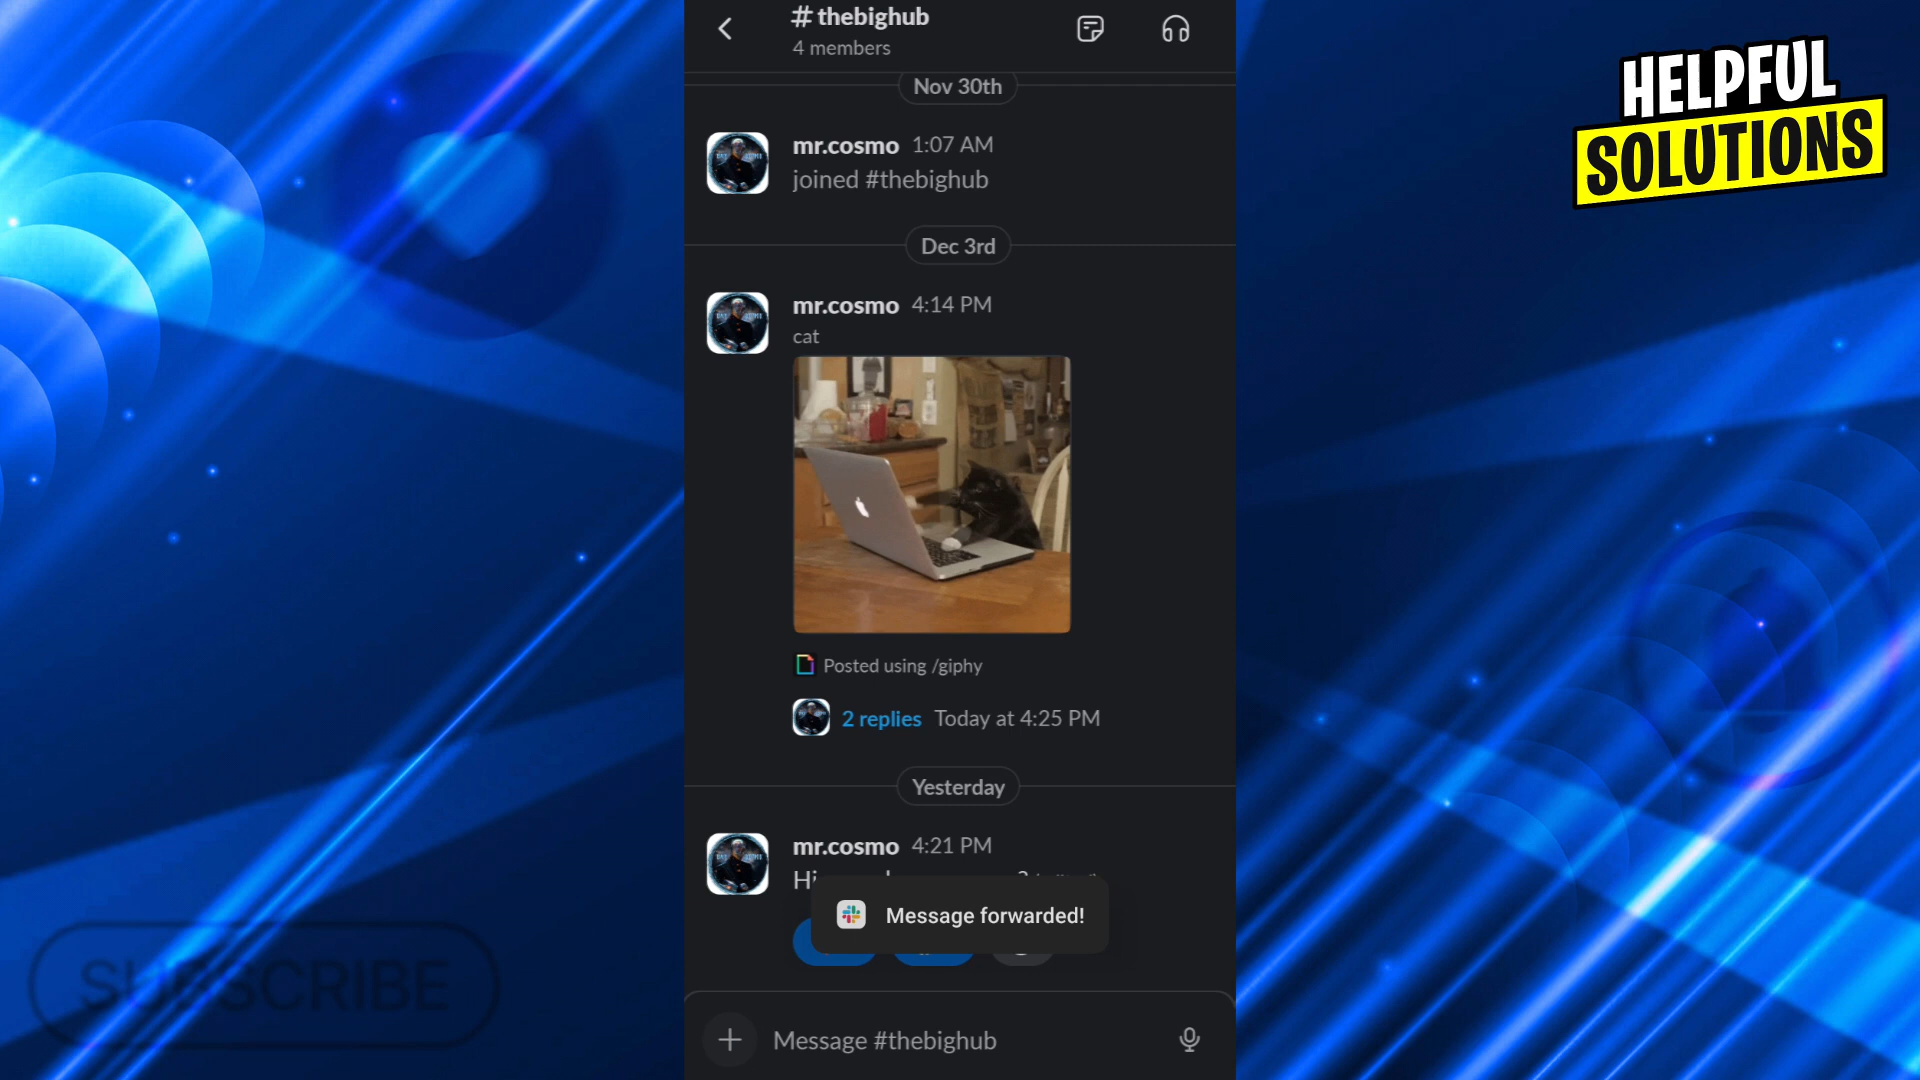 # thebighub
4 members
HELPFUL
SOLUTIONS
Nov 30th
mr.cosmo 1:07 AM
joined #thebighub
Dec 3rd
mr.cosmo 4:14 PM
cat
Posted using /giphy
2 replies Today at 4:25 PM
Yesterday
mr.cosmo 4:21 PM
Message forwarded!
SUBSCRIBE
Message #thebighub